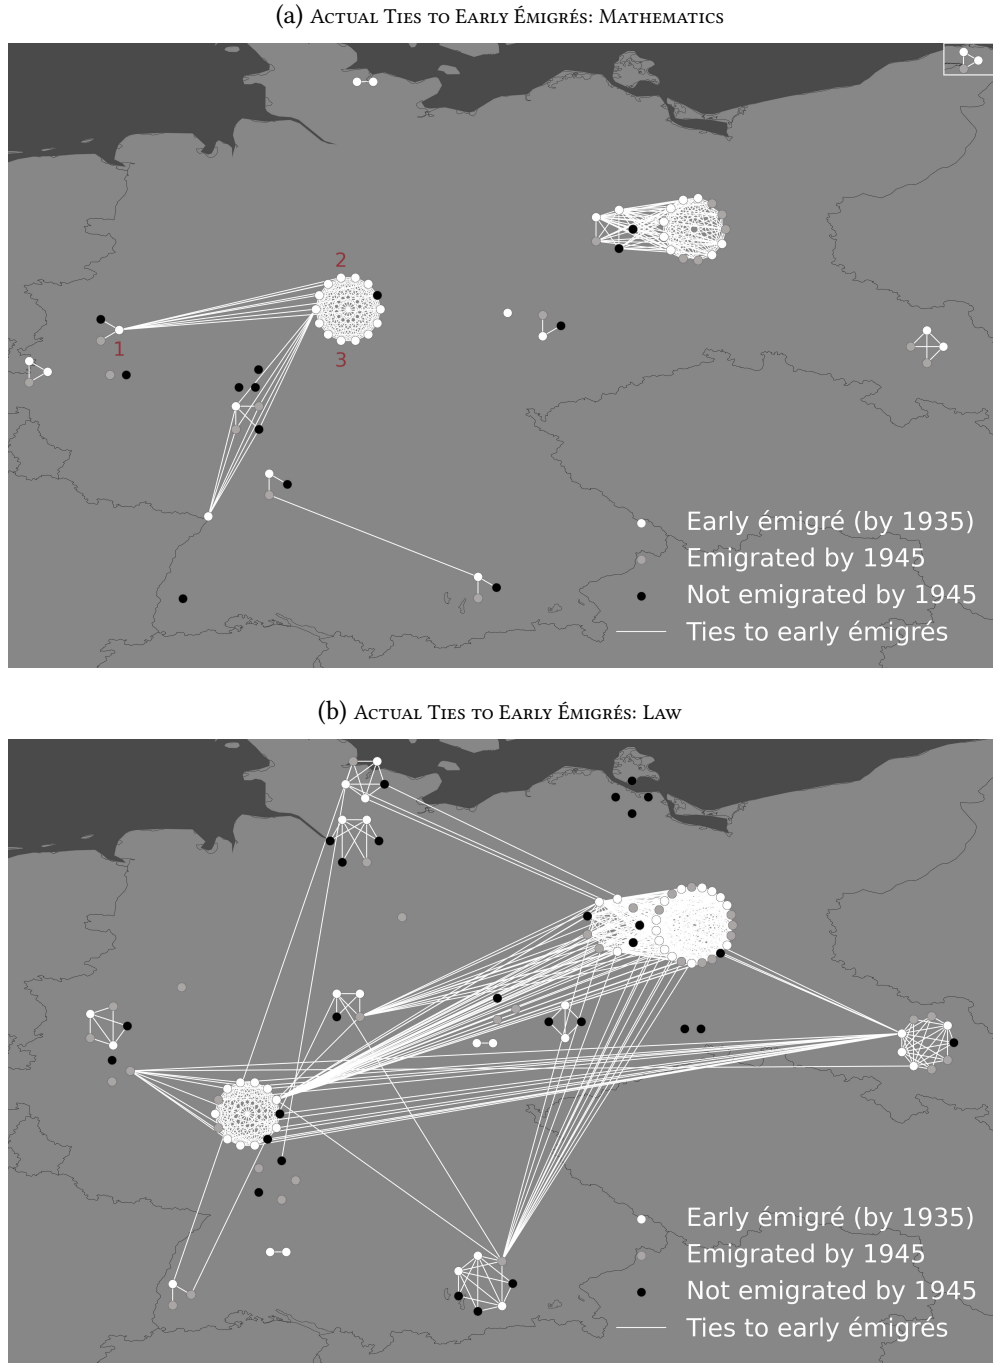 (a) Actual Ties to Early Émigrés: Mathematics
2
1
3
Early émigré (by 1935)
Emigrated by 1945
Not emigrated by 1945
Ties to early émigrés
(b) Actual Ties to Early Émigrés: Law
Early émigré (by 1935)
Emigrated by 1945
Not emigrated by 1945
Ties to early émigrés